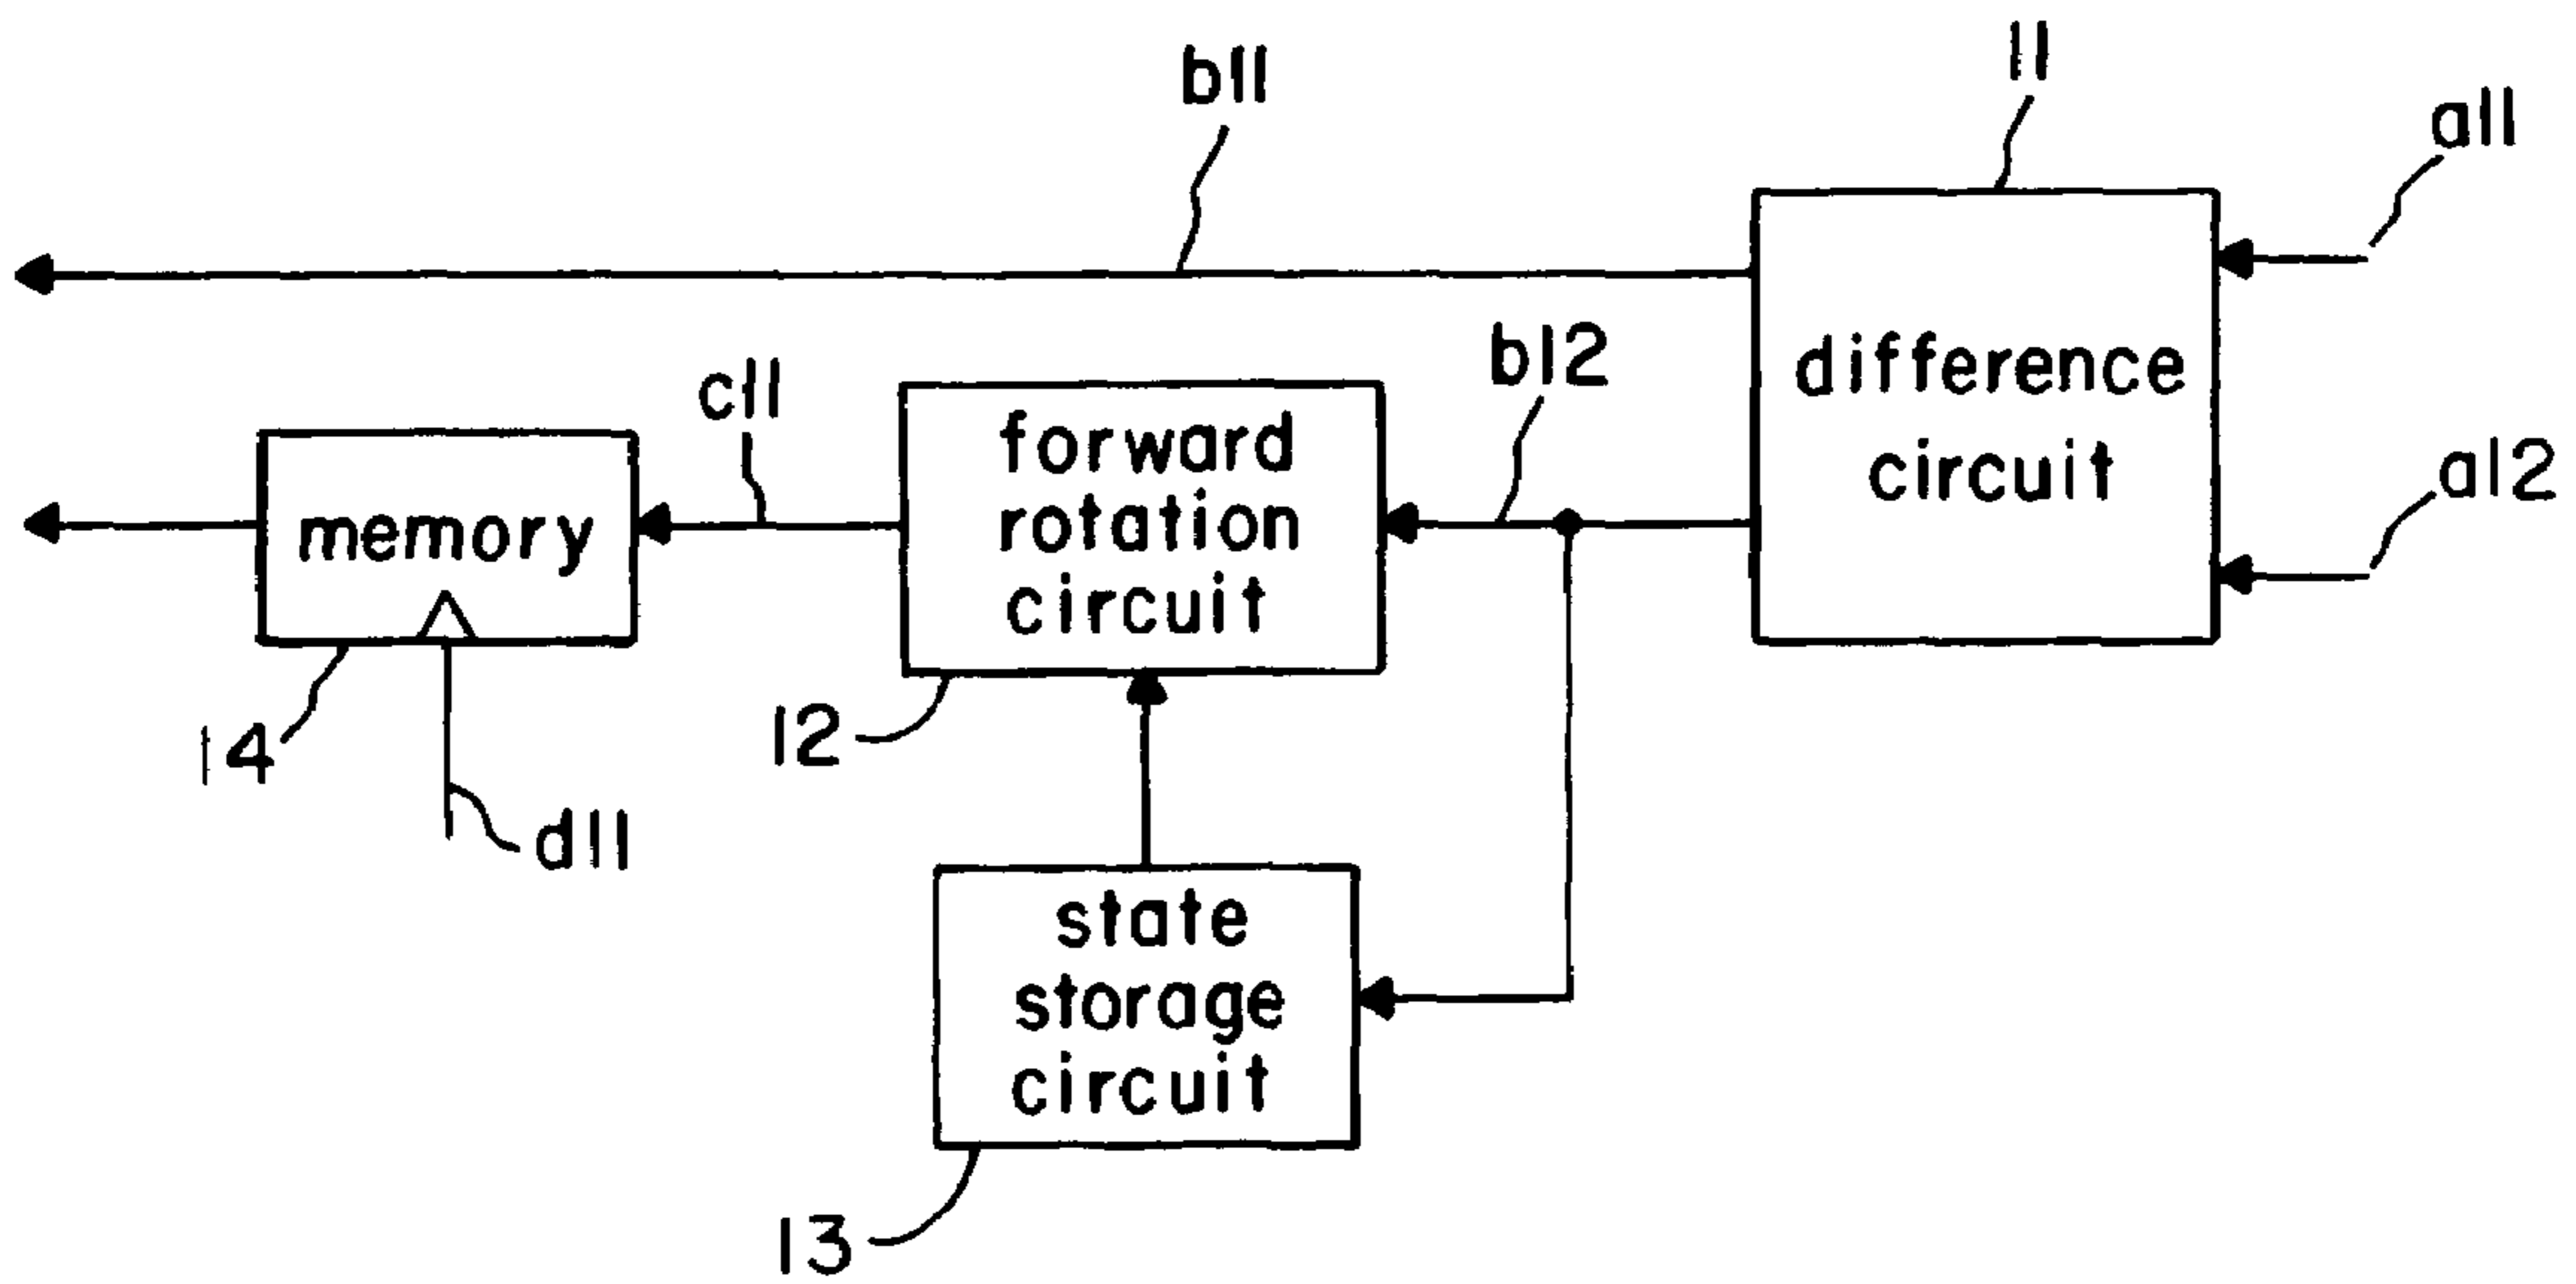 b11
11
a11
difference
circuit
b12
a12
c11
forward
rotation
circuit
memory
12
14
d11
state
storage
circuit
13